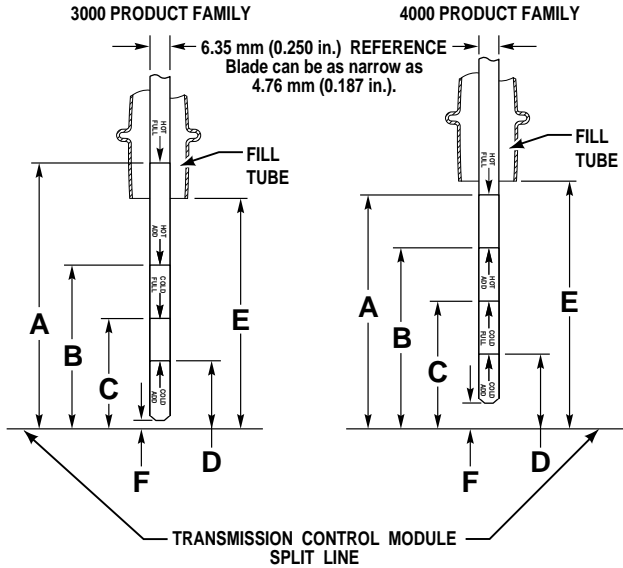 3000 PRODUCT FAMILY
4000 PRODUCT FAMILY
6.35 mm (0.250 in.) REFERENCE
Blade can be as narrow as
4.76 mm (0.187 in.).
HOT
FULL
HOT
ADD
COLD
FULL
COLD
ADD
FILL
TUBE
A
B
C
D
E
F
HOT
FULL
HOT
ADD
COLD
FULL
COLD
ADD
FILL
TUBE
A
B
C
D
E
F
TRANSMISSION CONTROL MODULE
SPLIT LINE